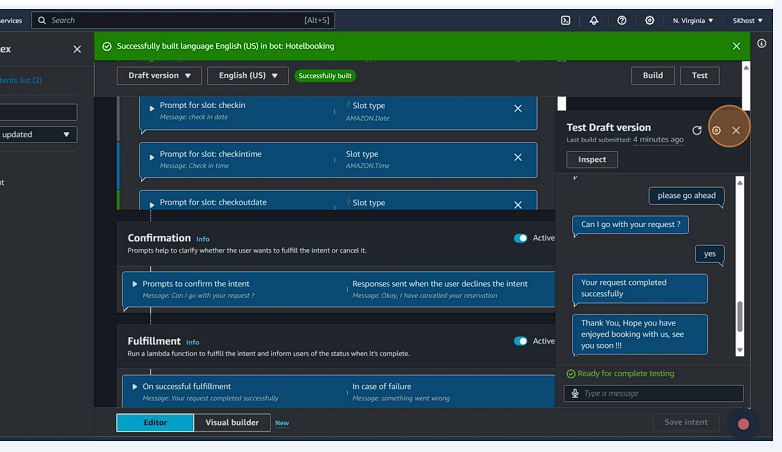 Services Search [Alt+S] N. Virginia ▼ SKhost ▼
ex
Successfully built language English (US) in bot: Hotelbooking
ents list (2)
updated ▼
ut
Draft version ▼ English (US) ▼ Successfully built Build Test
Prompt for slot: checkin
Message: check in date
Slot type
AMAZON.Date
Prompt for slot: checkintime
Message: Check in time
Slot type
AMAZON.Time
Prompt for slot: checkoutdate
Slot type
Confirmation Info
Active
Prompts help to clarify whether the user wants to fulfill the intent or cancel it.
Prompts to confirm the intent
Message: Can I go with your request ?
Responses sent when the user declines the intent
Message: Okay, i have cancelled your reservation
Fulfillment Info
Active
Run a lambda function to fulfill the intent and inform users of the status when it's complete.
On successful fulfillment
Message: Your request completed successfully
In case of failure
Message: something went wrong
Editor Visual builder New
Save intent
Test Draft version
Last build submitted: 4 minutes ago
Inspect
please go ahead
Can I go with your request ?
yes
Your request completed
successfully
Thank You, Hope you have
enjoyed booking with us, see
you soon !!!
Ready for complete testing
Type a message